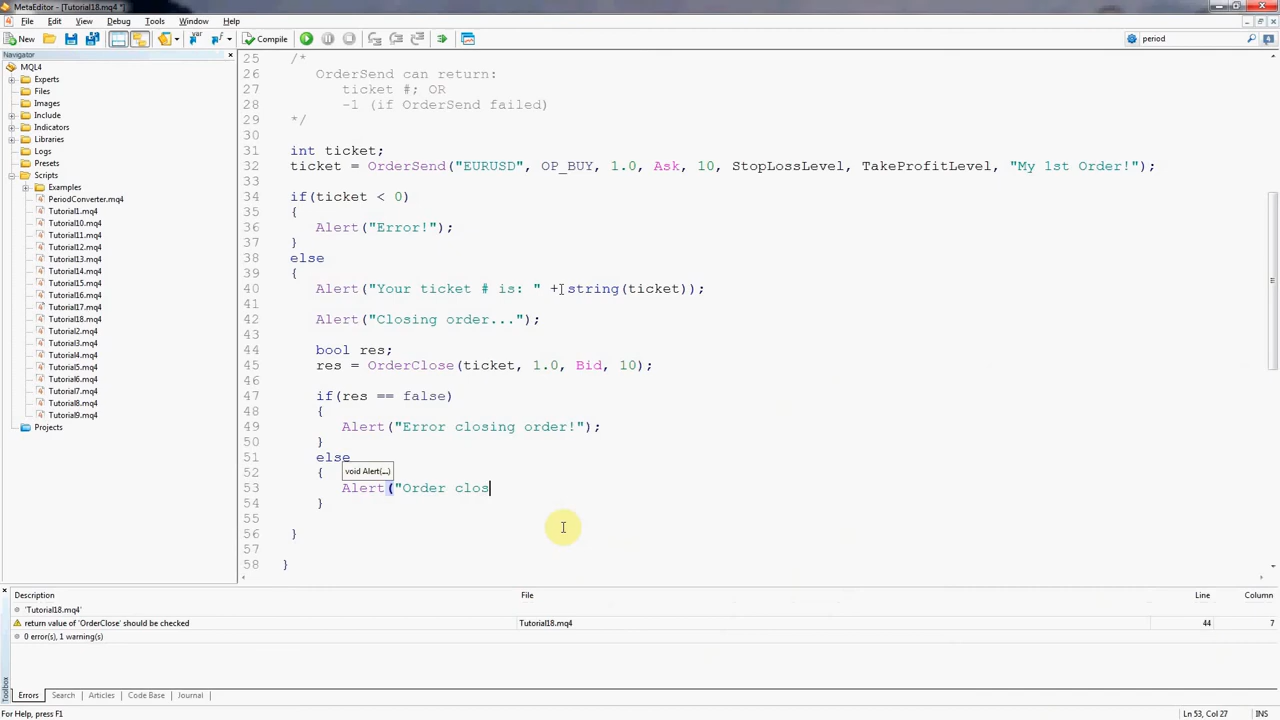 MetaEditor - [Tutorial18.mq4 *]
File Edit View Debug Tools Window Help
New Compile period
Navigator
MQL4
Experts
Files
Images
Include
Indicators
Libraries
Logs
Presets
Scripts
Examples
PeriodConverter.mq4
Tutorial1.mq4
Tutorial10.mq4
Tutorial11.mq4
Tutorial12.mq4
Tutorial13.mq4
Tutorial14.mq4
Tutorial15.mq4
Tutorial16.mq4
Tutorial17.mq4
Tutorial18.mq4
Tutorial2.mq4
Tutorial3.mq4
Tutorial4.mq4
Tutorial5.mq4
Tutorial6.mq4
Tutorial7.mq4
Tutorial8.mq4
Tutorial9.mq4
Projects
25 /*
26 OrderSend can return:
27 ticket #; OR
28 -1 (if OrderSend failed)
29 */
30
31 int ticket;
32 ticket = OrderSend("EURUSD", OP_BUY, 1.0, Ask, 10, StopLossLevel, TakeProfitLevel, "My 1st Order!");
33
34 if(ticket < 0)
35 {
36 Alert("Error!");
37 }
38 else
39 {
40 Alert("Your ticket # is: " + string(ticket));
41
42 Alert("Closing order...");
43
44 bool res;
45 res = OrderClose(ticket, 1.0, Bid, 10);
46
47 if(res == false)
48 {
49 Alert("Error closing order!");
50 }
51 else
52 {
void Alert(...)
53 Alert("Order clos
54 }
55
56 }
57
58 }
Description File Line Column
'Tutorial18.mq4'
return value of 'OrderClose' should be checked Tutorial18.mq4 44 7
0 error(s), 1 warning(s)
Toolbox
Errors Search Articles Code Base Journal
For Help, press F1 Ln 53, Col 27 INS